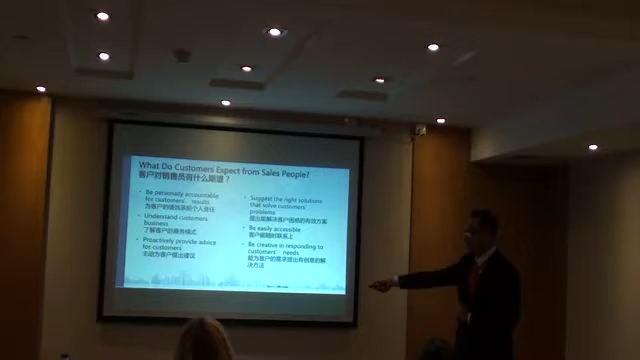 What Do Customers Expect from Sales People?
客户对销售员有什么期望？
• Be personally accountable
for customers' results
为客户的绩效承担个人责任
• Understand customers
business
了解客户的商务模式
• Proactively provide advice
for customers
主动为客户提出建议
• Suggest the right solutions
that solve customers'
problems
提出能解决客户困惑的有效方案
• Be easily accessible
客户能随时联系上
• Be creative in responding to
customers' needs
能为客户的需求提出有创意的解
决方法